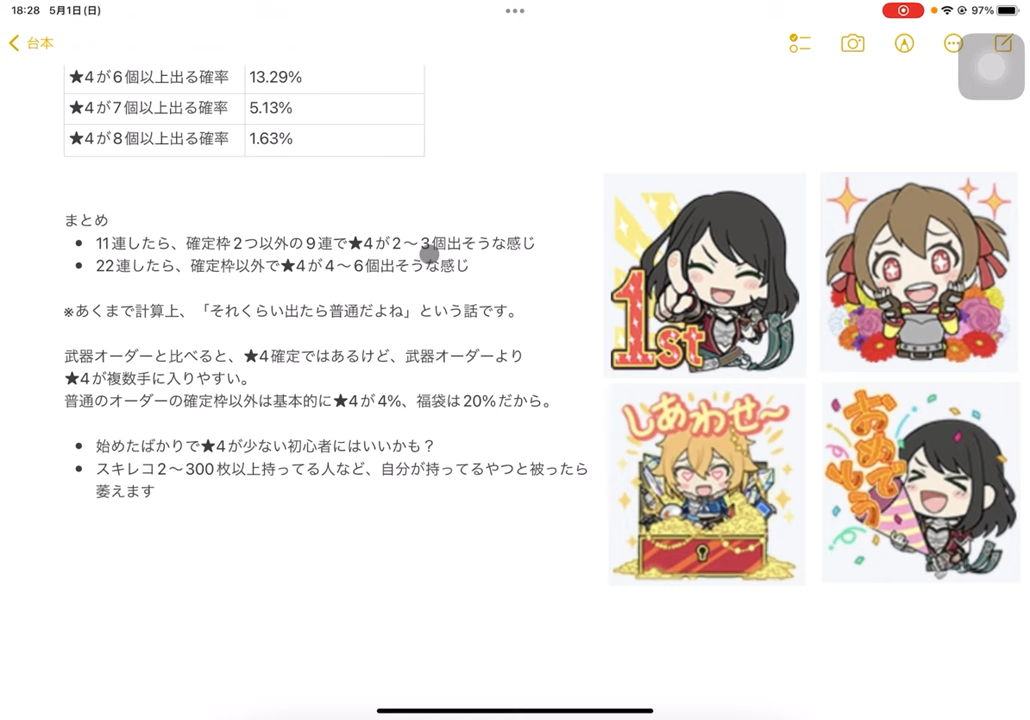 18:28 5月1日(日)
97%
台本
★4が6個以上出る確率 13.29%
★4が7個以上出る確率 5.13%
★4が8個以上出る確率 1.63%
まとめ
• 11連したら、確定枠2つ以外の9連で★4が2〜3個出そうな感じ
• 22連したら、確定枠以外で★4が4〜6個出そうな感じ
※あくまで計算上、「それくらい出たら普通だよね」という話です。
武器オーダーと比べると、★4確定ではあるけど、武器オーダーより
★4が複数手に入りやすい。
普通のオーダーの確定枠以外は基本的に★4が4%、福袋は20%だから。
• 始めたばかりで★4が少ない初心者にはいいかも？
• スキレコ2〜300枚以上持ってる人など、自分が持ってるやつと被ったら
萎えます
1st
しあわせ〜
おめで
とう